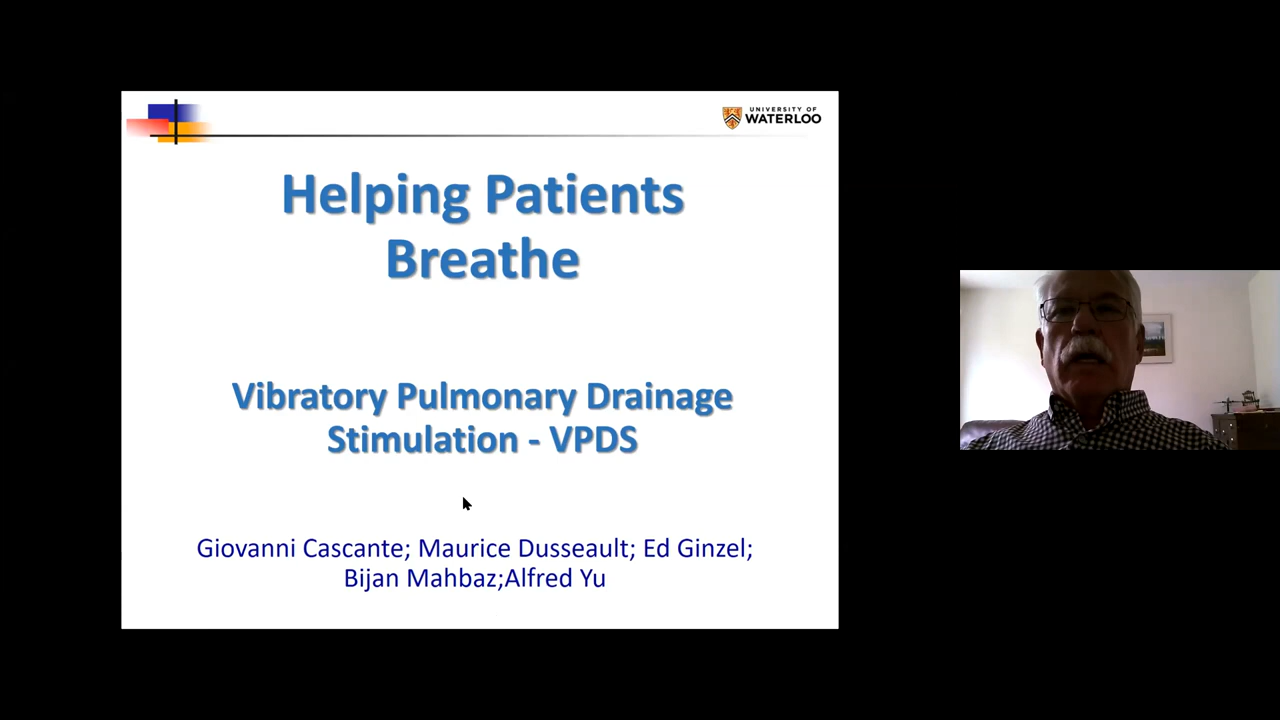 UNIVERSITY OF
WATERLOO
Helping Patients
Breathe
Vibratory Pulmonary Drainage
Stimulation - VPDS
Giovanni Cascante; Maurice Dusseault; Ed Ginzel;
Bijan Mahbaz;Alfred Yu